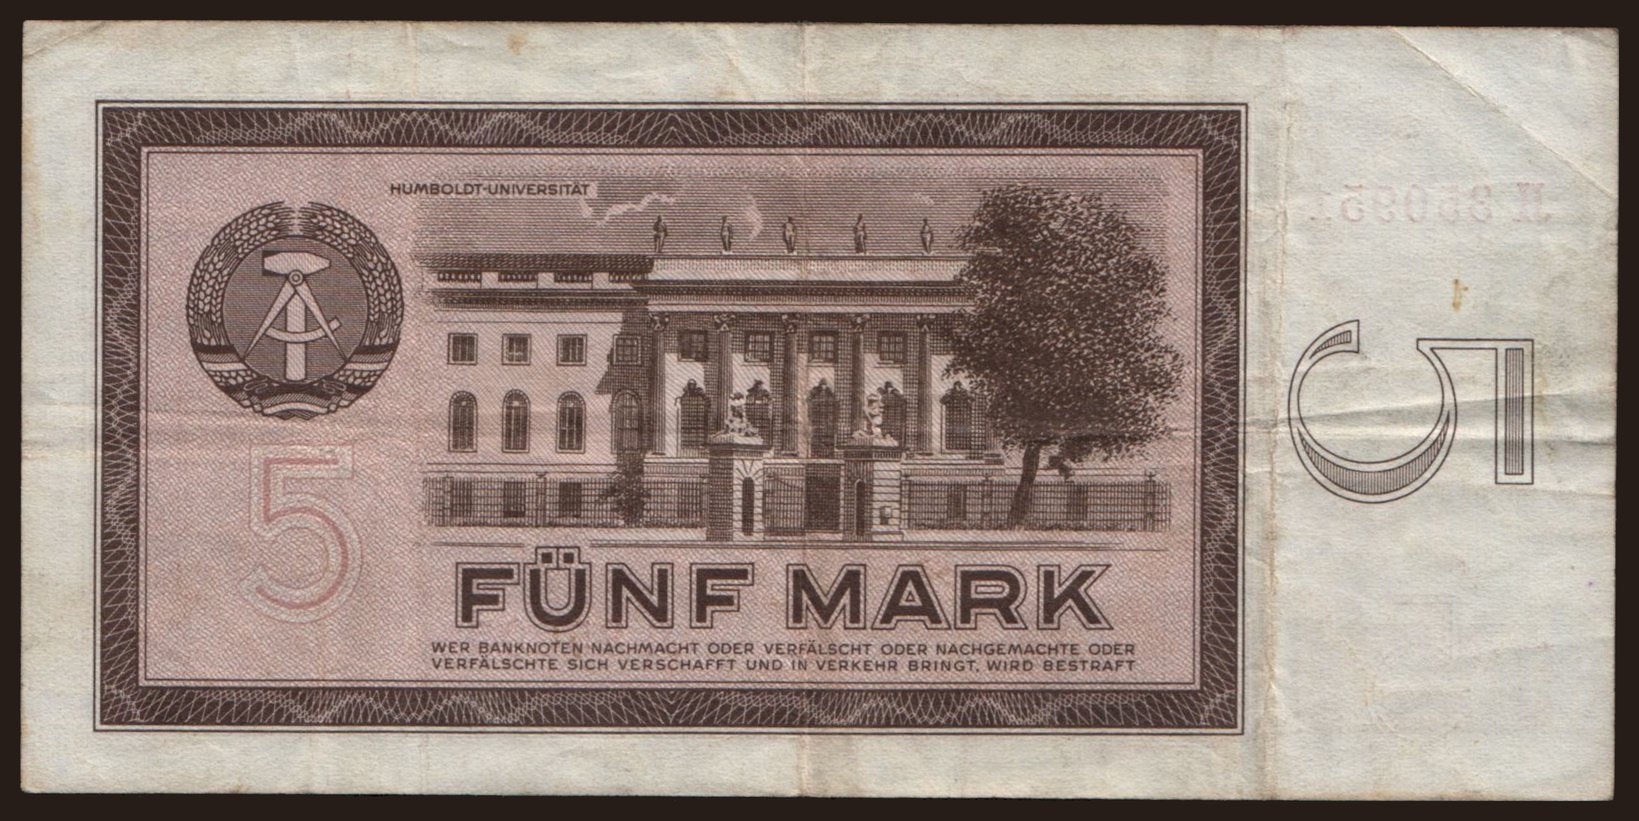 HUMBOLDT-UNIVERSITÄT
5
5
FÜNF MARK
WER BANKNOTEN NACHMACHT ODER VERFÄLSCHT ODER NACHGEMACHTE ODER
VERFÄLSCHTE SICH VERSCHAFFT UND IN VERKEHR BRINGT, WIRD BESTRAFT